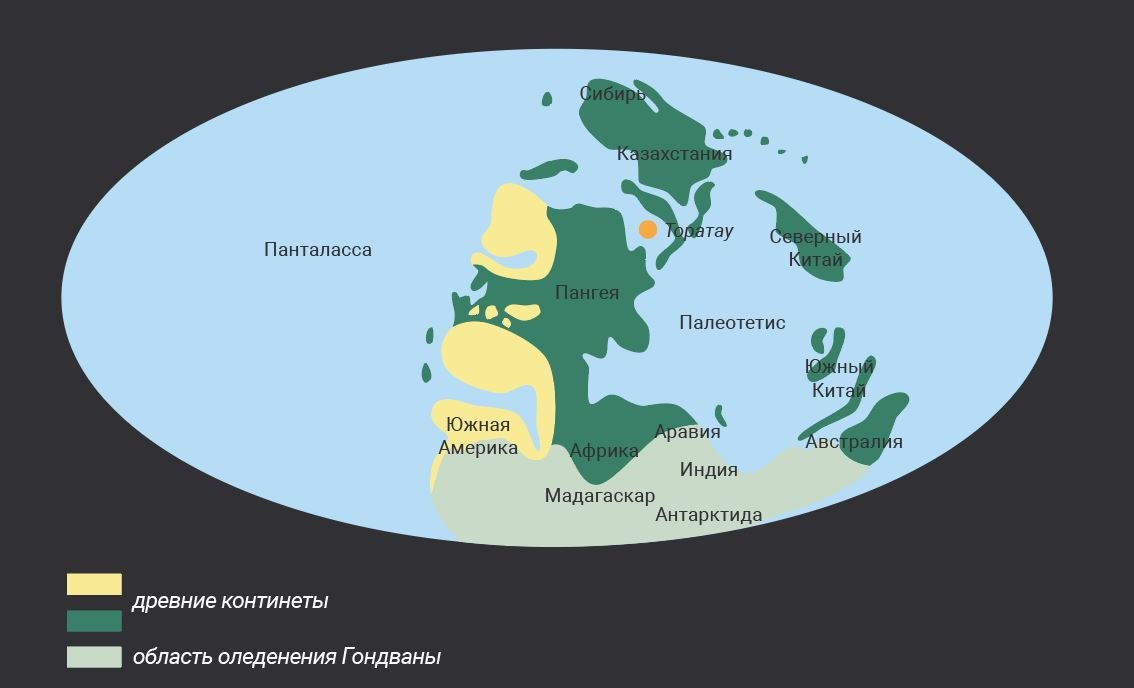 Сибирь
Казахстания
Торатау
Северный
Китай
Панталасса
Пангея
Палеотетис
Южный
Китай
Южная
Америка
Африка
Аравия
Австралия
Индия
Мадагаскар
Антарктида
древние континеты
область оледенения Гондваны